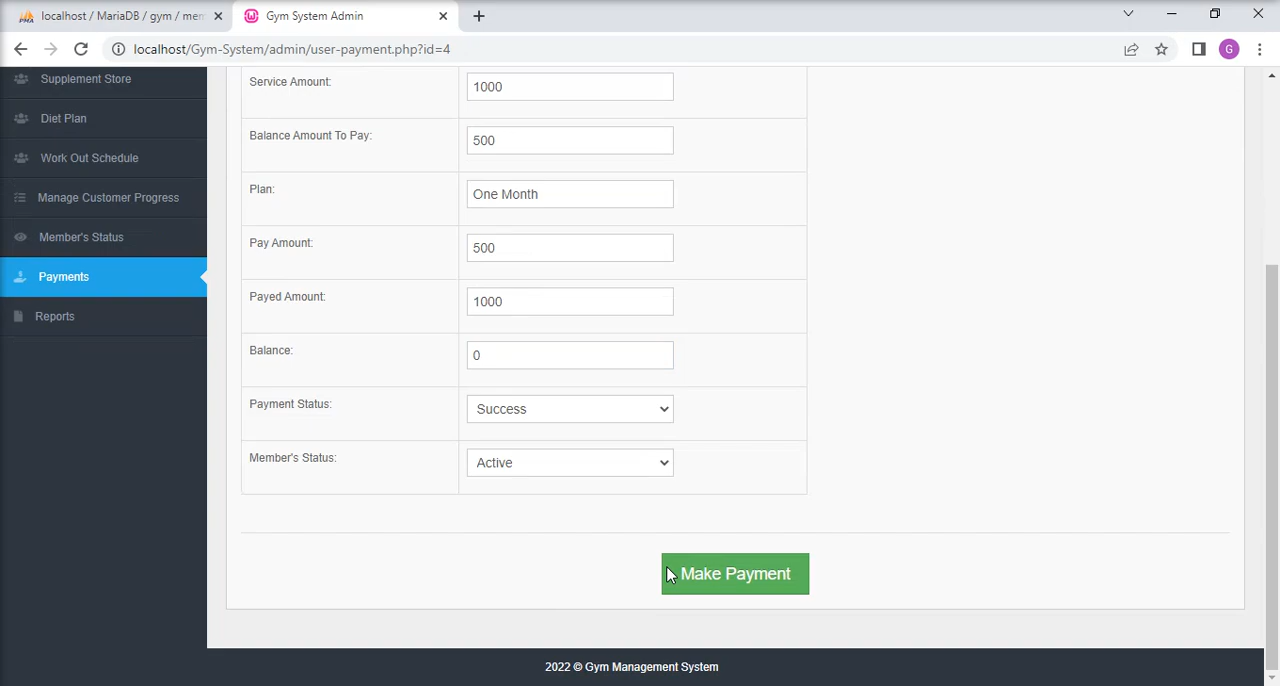 localhost / MariaDB / gym / mem
Gym System Admin
localhost/Gym-System/admin/user-payment.php?id=4
G
Supplement Store
Diet Plan
Work Out Schedule
Manage Customer Progress
Member's Status
Payments
Reports
Service Amount: 1000
Balance Amount To Pay: 500
Plan: One Month
Pay Amount: 500
Payed Amount: 1000
Balance: 0
Payment Status: Success
Member's Status: Active
Make Payment
2022 © Gym Management System